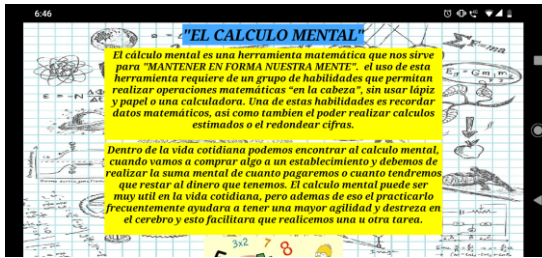 6:46
"EL CALCULO MENTAL"
El cálculo mental es una herramienta matemática que nos sirve
para "MANTENER EN FORMA NUESTRA MENTE". el uso de esta
herramienta requiere de un grupo de habilidades que permitan
realizar operaciones matemáticas "en la cabeza", sin usar lápiz
y papel o una calculadora. Una de estas habilidades es recordar
datos matemáticos, asi como tambien el poder realizar calculos
estimados o el redondear cifras.
Dentro de la vida cotidiana podemos encontrar al calculo mental,
cuando vamos a comprar algo a un establecimiento y debemos de
realizar la suma mental de cuanto pagaremos o cuanto tendremos
que restar al dinero que tenemos. El calculo mental puede ser
muy util en la vida cotidiana, pero ademas de eso el practicarlo
frecuentemente ayudara a tener una mayor agilidad y destreza en
el cerebro y esto facilitara que realicemos una u otra tarea.
3x2 7 8